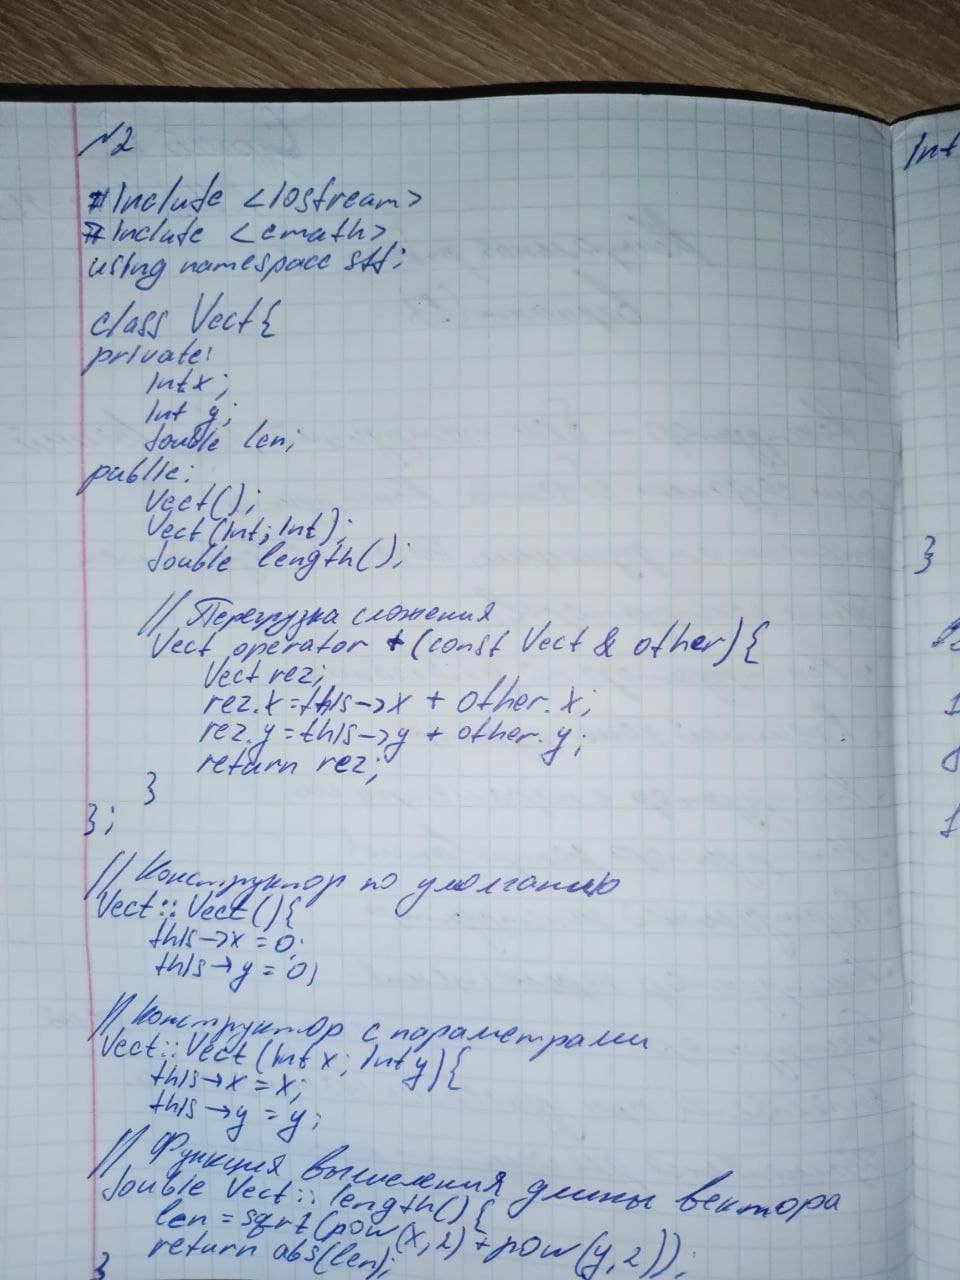 №2
#Include <iostream>
#Include <cmath>
using namespace std;
class Vect{
private:
Int x;
Int y;
double len;
public:
Vect();
Vect(Int; Int);
double length();
// Перегрузка сложения
Vect operator + (const Vect & other){
Vect rez;
rez.x = this->x + other.x;
rez.y = this->y + other.y;
return rez;
}
};
// Конструктор по умолчанию
Vect::Vect(){
this->x = 0;
this->y = 0;
// Конструктор с параметрами
Vect::Vect(Int x; Int y){
this->x = x;
this->y = y;
// Функция вычисления длины вектора
double Vect::length(){
len = sqrt(pow(x,2) + pow(y,2));
return abs(len);
}
Int
}